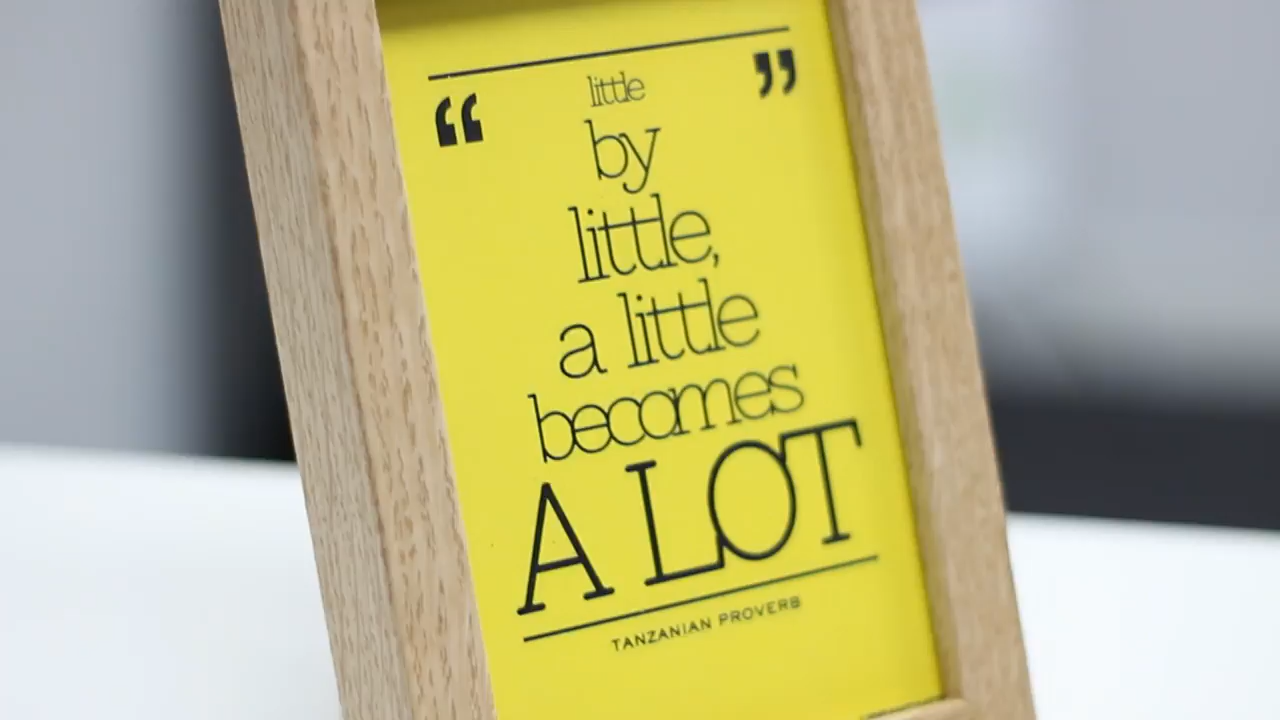 “ little ”
by
little,
a little
becomes
A LOT
TANZANIAN PROVERB